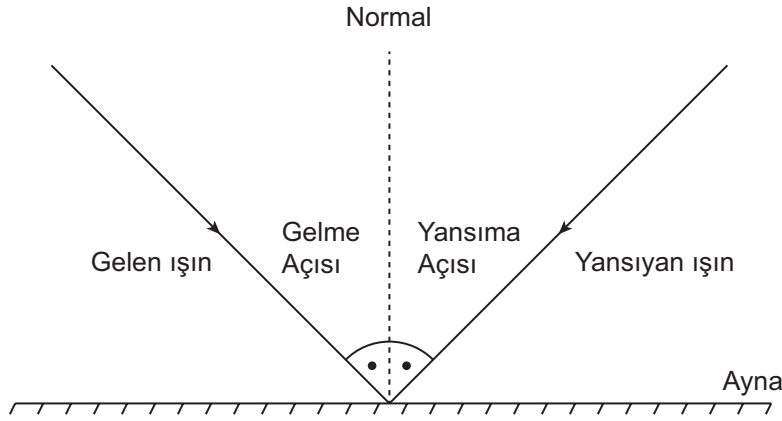 Normal
Gelme
Açısı
Yansıma
Açısı
Gelen ışın
Yansıyan ışın
Ayna